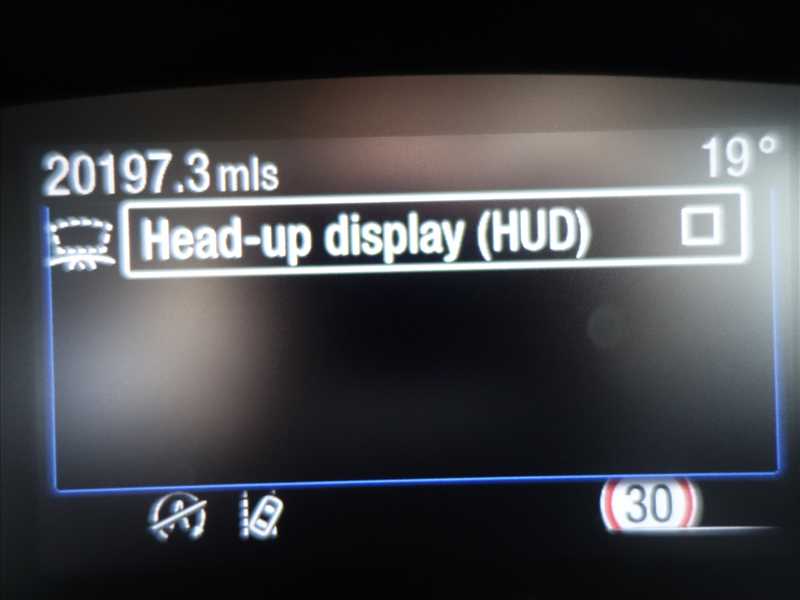 20197.3 mls
19°
Head-up display (HUD)
A
30